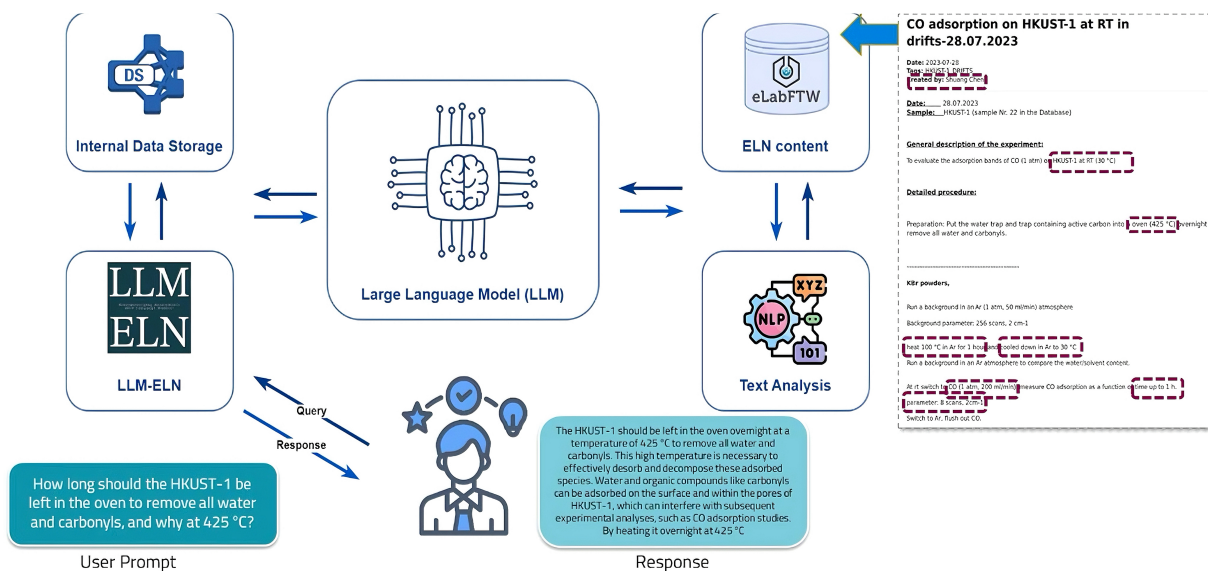 DS
Internal Data Storage
LLM
ELN
LLM-ELN
Large Language Model (LLM)
eLabFTW
ELN content
XYZ
NLP
101
Text Analysis
Query
Response
How long should the HKUST-1 be
left in the oven to remove all water
and carbonyls, and why at 425 °C?
User Prompt
The HKUST-1 should be left in the oven overnight at a
temperature of 425 °C to remove all water and
carbonyls. This high temperature is necessary to
effectively desorb and decompose these adsorbed
species. Water and organic compounds like carbonyls
can be adsorbed on the surface and within the pores of
HKUST-1, which can interfere with subsequent
experimental analyses, such as CO adsorption studies.
By heating it overnight at 425 °C
Response
CO adsorption on HKUST-1 at RT in
drifts-28.07.2023
Date: 2023-07-28
Tags: HKUST-1 DRIFTS
Created by: Shuang Chen
Date: 28.07.2023
Sample: HKUST-1 (sample Nr. 22 in the Database)
General description of the experiment:
To evaluate the adsorption bands of CO (1 atm) on HKUST-1 at RT (30 °C)
Detailed procedure:
Preparation: Put the water trap and trap containing active carbon into a oven (425 °C) overnight
remove all water and carbonyls.
KBr powders,
Run a background in an Ar (1 atm, 50 ml/min) atmosphere
Background parameter: 256 scans, 2 cm-1
heat 100 °C in Ar for 1 hour and cooled down in Ar to 30 °C
Run a background in an Ar atmosphere to compare the water/solvent content.
At rt switch to CO (1 atm, 200 ml/min) measure CO adsorption as a function of time up to 1 h.
parameter: 8 scans, 2cm-1
Switch to Ar, flush out CO.